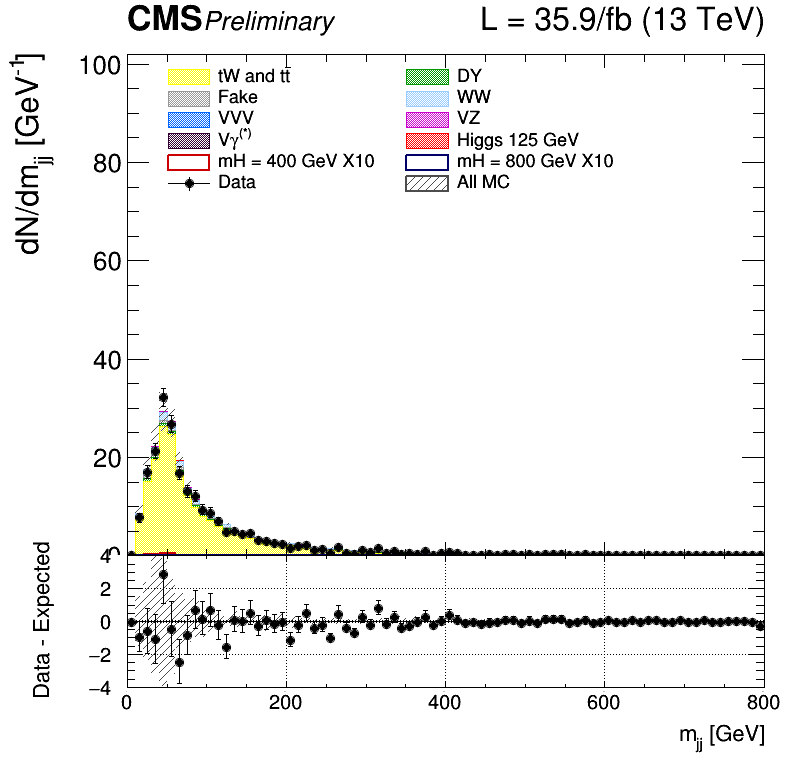 CMS Preliminary L = 35.9/fb (13 TeV)
dN/dm_jj [GeV^-1]
100
80
60
40
20
0
tW and tt̄
DY
Fake
WW
VVV
VZ
Vγ(*)
Higgs 125 GeV
mH = 400 GeV X10
mH = 800 GeV X10
Data
All MC
Data - Expected
4
2
0
−2
−4
0 200 400 600 800
m_jj [GeV]